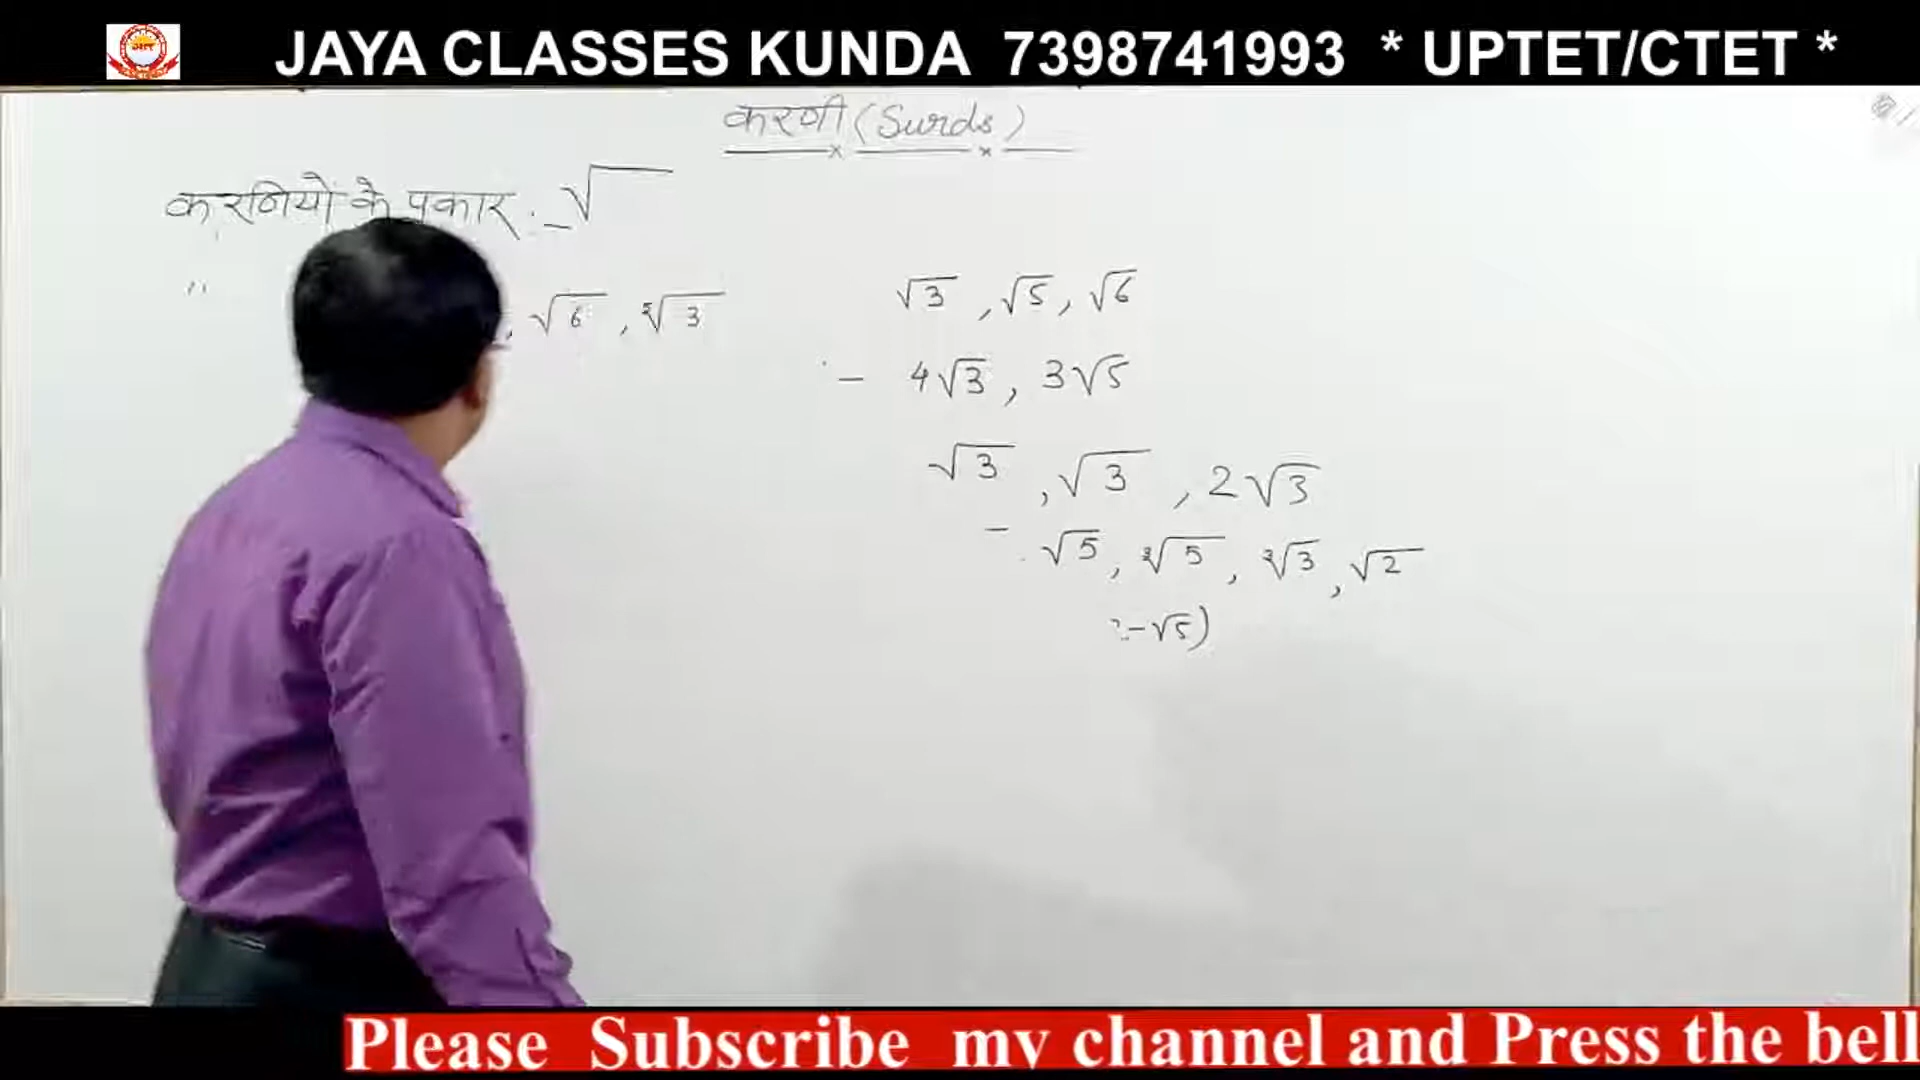 JAYA CLASSES KUNDA 7398741993 * UPTET/CTET *
करणी (Surds)
करणियों के प्रकार :- √
, √6 , ∛3
√3 , √5 , √6
- 4√3 , 3√5
√3 , √3 , 2√3
√5 , ∛5 , ∛3 , √2
-√5)
Please Subscribe my channel and Press the bell